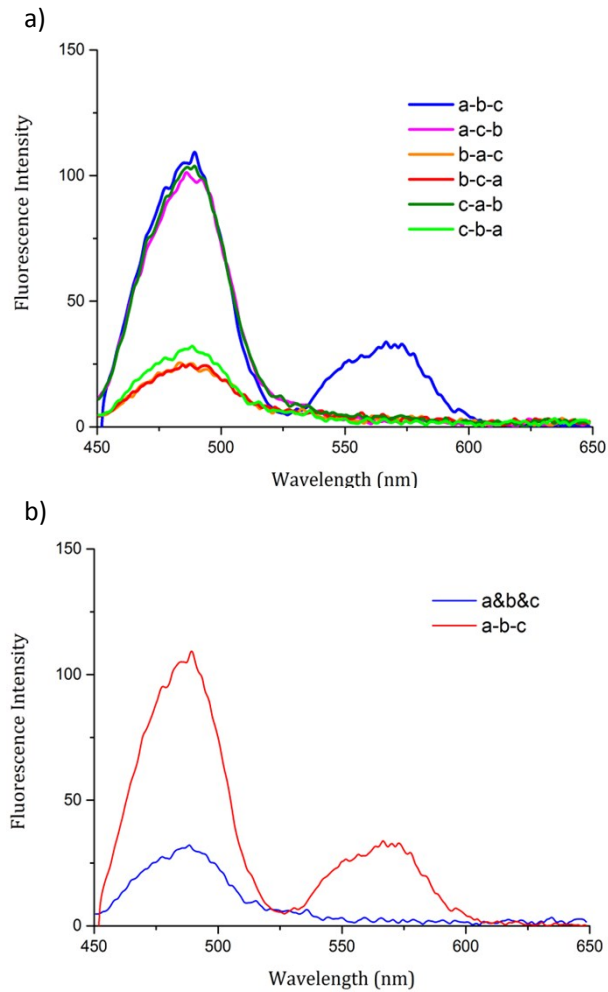 a)
150
100
50
0
Fluorescence Intensity
a-b-c
a-c-b
b-a-c
b-c-a
c-a-b
c-b-a
450
500
550
600
650
Wavelength (nm)
b)
150
100
50
0
Fluorescence Intensity
a&b&c
a-b-c
450
500
550
600
650
Wavelength (nm)